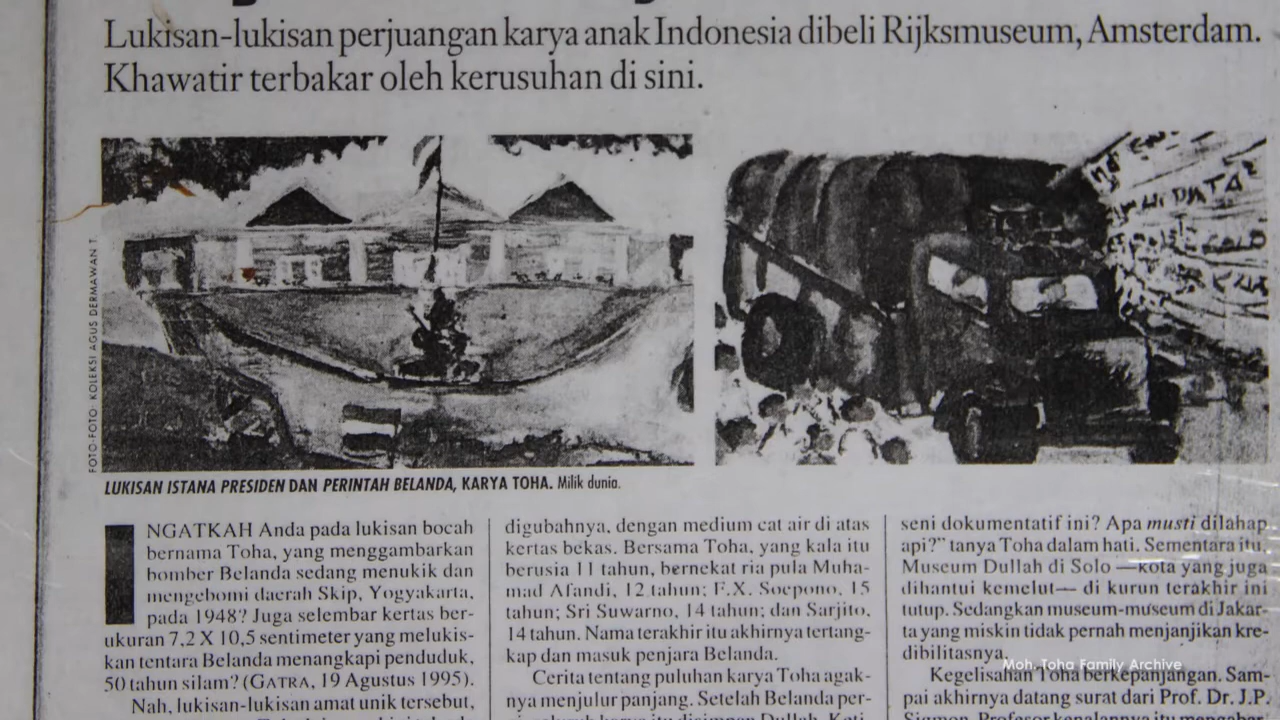 Lukisan-lukisan perjuangan karya anak Indonesia dibeli Rijksmuseum, Amsterdam.
Khawatir terbakar oleh kerusuhan di sini.
FOTO-FOTO: KOLEKSI AGUS DERMAWAN T.
LUKISAN ISTANA PRESIDEN DAN PERINTAH BELANDA, KARYA TOHA. Milik dunia.
INGATKAH Anda pada lukisan bocah
bernama Toha, yang menggambarkan
bomber Belanda sedang menukik dan
mengebomi daerah Skip, Yogyakarta,
pada 1948? Juga selembar kertas ber-
ukuran 7,2 X 10,5 sentimeter yang melukis-
kan tentara Belanda menangkapi penduduk,
50 tahun silam? (GATRA, 19 Agustus 1995).
Nah, lukisan-lukisan amat unik tersebut,
digubahnya, dengan medium cat air di atas
kertas bekas. Bersama Toha, yang kala itu
berusia 11 tahun, bernekat ria pula Muha-
mad Afandi, 12 tahun; F.X. Soepono, 15
tahun; Sri Suwarno, 14 tahun; dan Sarjito,
14 tahun. Nama terakhir itu akhirnya tertang-
kap dan masuk penjara Belanda.
Cerita tentang puluhan karya Toha agak-
nya menjulur panjang. Setelah Belanda per-
seni dokumentatif ini? Apa musti dilahap
api?" tanya Toha dalam hati. Sementara itu,
Museum Dullah di Solo —kota yang juga
dihantui kemelut— di kurun terakhir ini
tutup. Sedangkan museum-museum di Jakar-
ta yang miskin tidak pernah menjanjikan kre-
dibilitasnya.
Kegelisahan Toha berkepanjangan. Sam-
pai akhirnya datang surat dari Prof. Dr. J.P.
Moh. Toha Family Archive